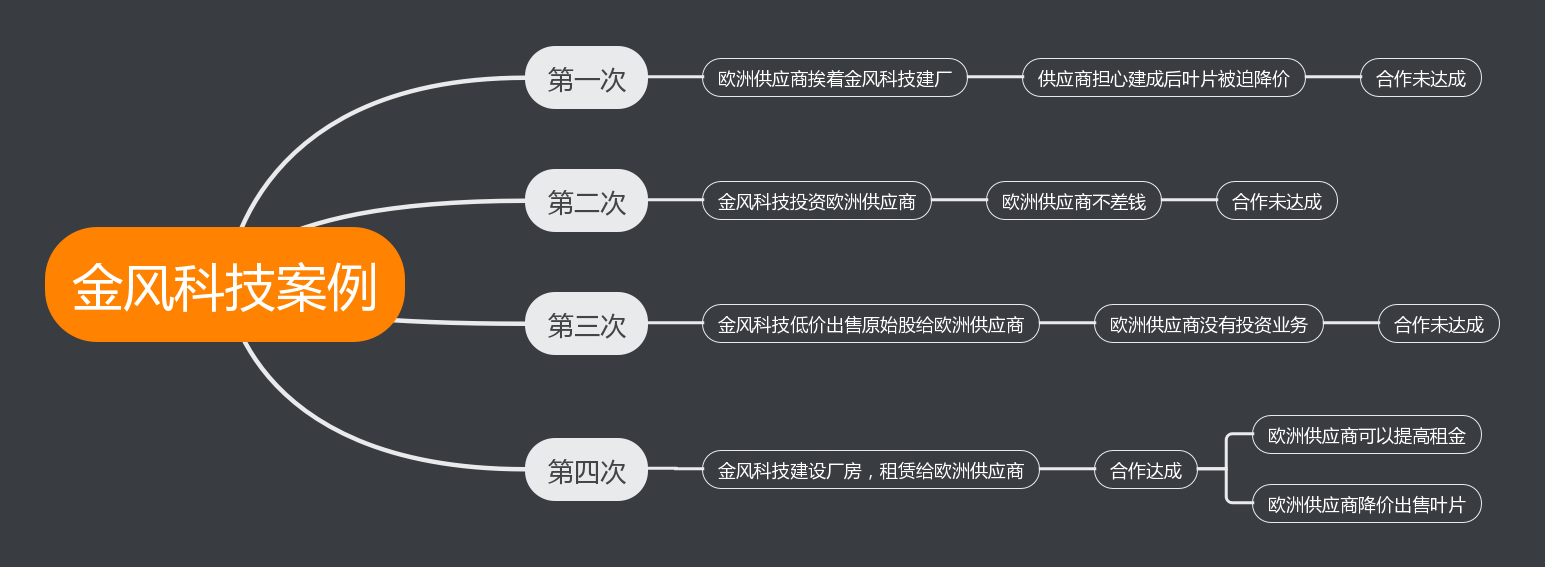 金风科技案例
第一次
欧洲供应商挨着金风科技建厂
供应商担心建成后叶片被迫降价
合作未达成
第二次
金风科技投资欧洲供应商
欧洲供应商不差钱
合作未达成
第三次
金风科技低价出售原始股给欧洲供应商
欧洲供应商没有投资业务
合作未达成
第四次
金风科技建设厂房，租赁给欧洲供应商
合作达成
欧洲供应商可以提高租金
欧洲供应商降价出售叶片